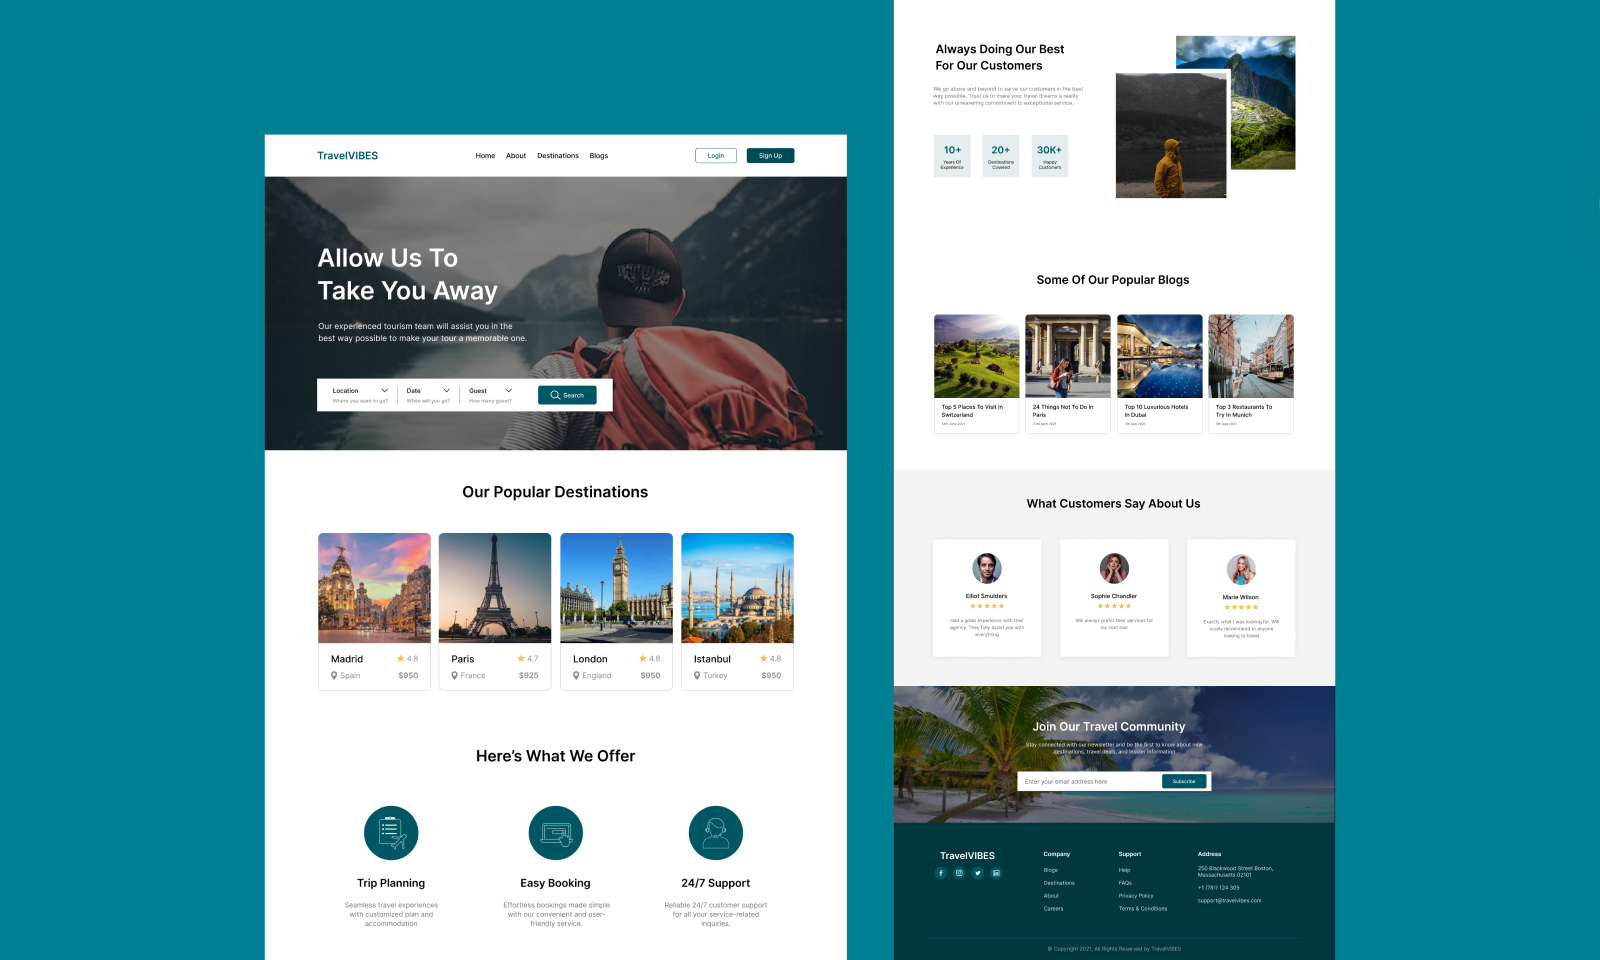 TravelVIBES
Home About Destinations Blogs
Login Sign Up
Allow Us To
Take You Away
Our experienced tourism team will assist you in the
best way possible to make your tour a memorable one.
Location Date Guest
Where you want to go? When will you go? How many guest?
Search
Our Popular Destinations
Madrid 4.8
Spain $950
Paris 4.7
France $925
London 4.8
England $950
Istanbul 4.8
Turkey $950
Here's What We Offer
Trip Planning
Seamless travel experiences
with customized plan and
accommodation
Easy Booking
Effortless bookings made simple
with our convenient and user-
friendly service.
24/7 Support
Reliable 24/7 customer support
for all your service-related
inquiries.
Always Doing Our Best
For Our Customers
We go above and beyond to serve our customers in the best
way possible. Trust us to make your travel dreams a reality
with our unwavering commitment to exceptional service.
10+
Years Of
Experience
20+
Destinations
Covered
30K+
Happy
Customers
Some Of Our Popular Blogs
Top 5 Places To Visit In
Switzerland
24 Things Not To Do In
Paris
Top 10 Luxurious Hotels
In Dubai
Top 3 Restaurants To
Try In Munich
What Customers Say About Us
Elliot Smulders
Had a great experience with their
agency. They fully assist you with
everything
Sophie Chandler
Will always prefer their services for
my next tour.
Marie Wilson
Exactly what I was looking for. Will
surely recommend to anyone
looking to travel
Join Our Travel Community
Stay connected with our newsletter and be the first to know about new
destinations, travel deals, and insider information.
Enter your email address here
Subscribe
TravelVIBES
Company
Blogs
Destinations
About
Careers
Support
Help
FAQs
Privacy Policy
Terms & Conditions
Address
250 Blackwood Street Boston,
Massachusetts 02101
+1 (781) 124 305
support@travelvibes.com
© Copyright 2021, All Rights Reserved by TravelVIBES